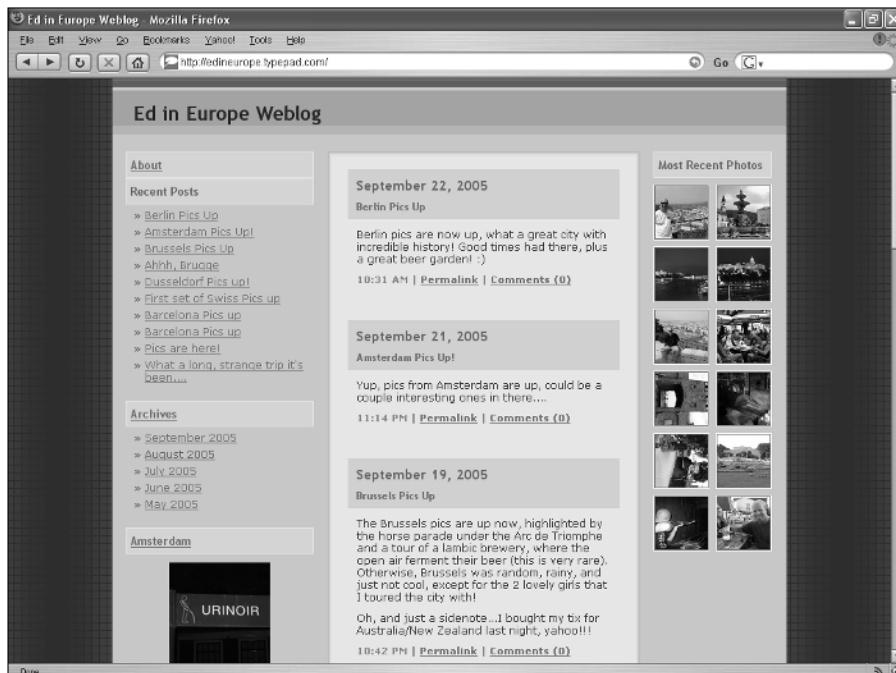 Ed in Europe Weblog - Mozilla Firefox
File Edit View Go Bookmarks Yahoo! Tools Help
http://edineurope.typepad.com/
Go
G
Ed in Europe Weblog
About
Recent Posts
» Berlin Pics Up
» Amsterdam Pics Up!
» Brussels Pics Up
» Ahhh, Brugge
» Dusseldorf Pics up!
» First set of Swiss Pics up
» Barcelona Pics up
» Barcelona Pics up
» Pics are here!
» What a long, strange trip it's
been....
Archives
» September 2005
» August 2005
» July 2005
» June 2005
» May 2005
Amsterdam
URINOIR
September 22, 2005
Berlin Pics Up
Berlin pics are now up, what a great city with
incredible history! Good times had there, plus
a great beer garden! :)
10:31 AM | Permalink | Comments (0)
September 21, 2005
Amsterdam Pics Up!
Yup, pics from Amsterdam are up, could be a
couple interesting ones in there....
11:14 PM | Permalink | Comments (0)
September 19, 2005
Brussels Pics Up
The Brussels pics are up now, highlighted by
the horse parade under the Arc de Triomphe
and a tour of a lambic brewery, where the
open air ferment their beer (this is very rare).
Otherwise, Brussels was random, rainy, and
just not cool, except for the 2 lovely girls that
I toured the city with!
Oh, and just a sidenote...I bought my tix for
Australia/New Zealand last night, yahoo!!!
10:42 PM | Permalink | Comments (0)
Most Recent Photos
Done